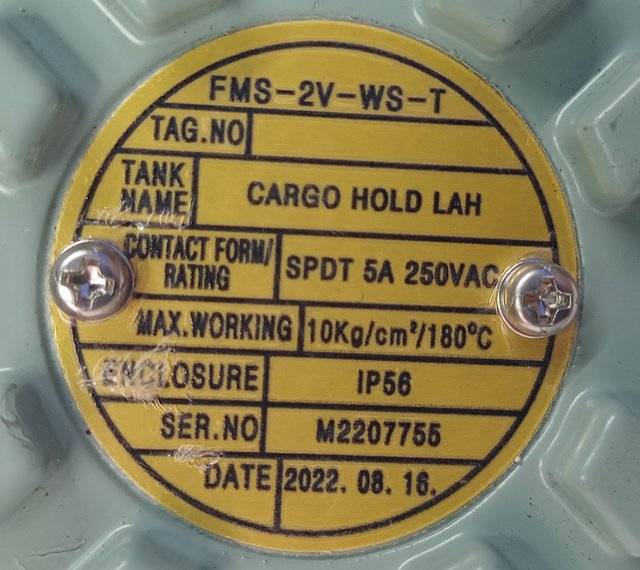 FMS-2V-WS-T
TAG.NO
TANK NAME CARGO HOLD LAH
CONTACT FORM/ RATING SPDT 5A 250VAC
MAX.WORKING 10Kg/cm²/180°C
ENCLOSURE IP56
SER.NO M2207755
DATE 2022. 08. 16.